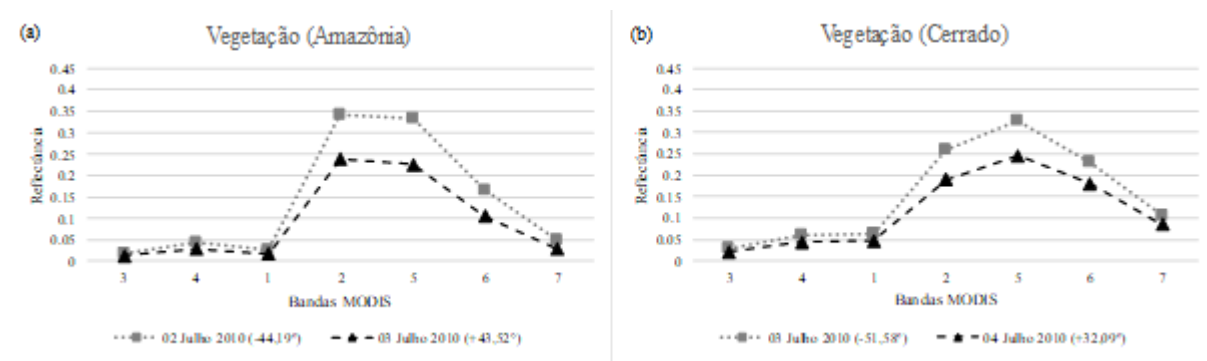 (a)
Vegetação (Amazônia)
0.45
0.4
0.35
0.3
0.25
0.2
0.15
0.1
0.05
0
Reflectância
3 4 1 2 5 6 7
Bandas MODIS
02 Julho 2010 (-44,19°) 03 Julho 2010 (+43,52°)
(b)
Vegetação (Cerrado)
0.45
0.4
0.35
0.3
0.25
0.2
0.15
0.1
0.05
0
Reflectância
3 4 1 2 5 6 7
Bandas MODIS
03 Julho 2010 (-51,58° 04 Julho 2010 (+32,09°)